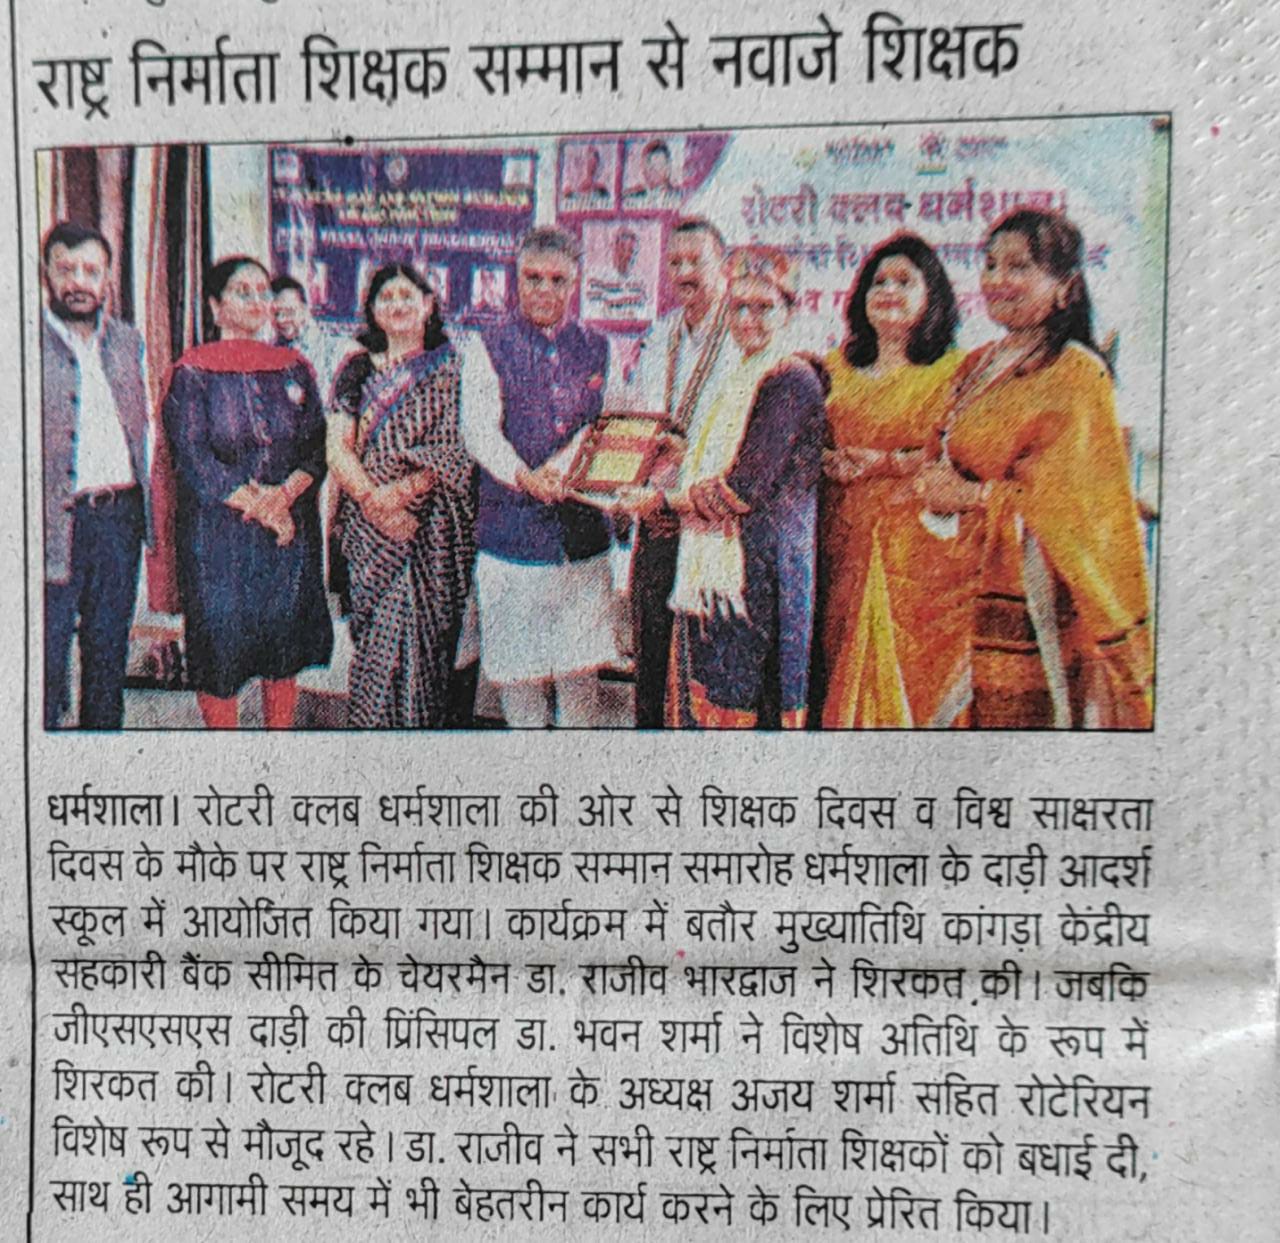 राष्ट्र निर्माता शिक्षक सम्मान से नवाजे शिक्षक
रोटरी क्लब धर्मशाला
धर्मशाला। रोटरी क्लब धर्मशाला की ओर से शिक्षक दिवस व विश्व साक्षरता
दिवस के मौके पर राष्ट्र निर्माता शिक्षक सम्मान समारोह धर्मशाला के दाड़ी आदर्श
स्कूल में आयोजित किया गया। कार्यक्रम में बतौर मुख्यातिथि कांगड़ा केंद्रीय
सहकारी बैंक सीमित के चेयरमैन डा. राजीव भारद्वाज ने शिरकत की। जबकि
जीएसएसएस दाड़ी की प्रिंसिपल डा. भवन शर्मा ने विशेष अतिथि के रूप में
शिरकत की। रोटरी क्लब धर्मशाला के अध्यक्ष अजय शर्मा सहित रोटेरियन
विशेष रूप से मौजूद रहे। डा. राजीव ने सभी राष्ट्र निर्माता शिक्षकों को बधाई दी,
साथ ही आगामी समय में भी बेहतरीन कार्य करने के लिए प्रेरित किया।